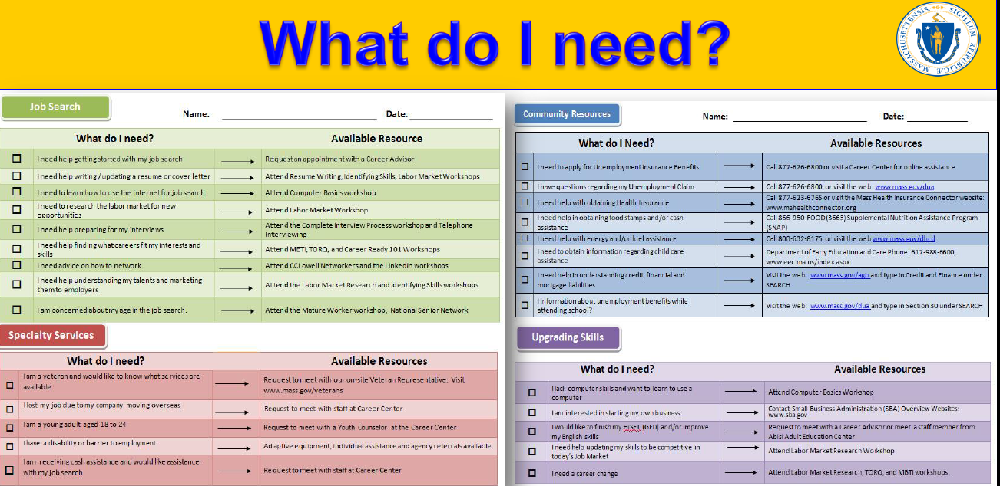 What do I need?
MASSACHUSETTENSIS SIGILLUM REIPUBLICÆ
Job Search
Name: Date:
What do I need? Available Resource
I need help getting started with my job search Request an appointment with a Career Advisor
I need help writing/updating a resume or cover letter Attend Resume Writing, Identifying Skills, Labor Market Workshops
I need to learn how to use the internet for job search Attend Computer Basics workshop
I need to research the labor market for new
opportunities
Attend Labor Market Workshop
I need help preparing for my interviews
Attend the Complete Interview Process workshop and Telephone
Interviewing
I need help finding what careers fit my interests and
skills
Attend MBTI, TORQ, and Career Ready 101 Workshops
I need advice on how to network Attend CCLowell Networkers and the LinkedIn workshops
I need help understanding my talents and marketing
them to employers
Attend the Labor Market Research and Identifying Skills workshops
I am concerned about my age in the job search. Attend the Mature Worker workshop, National Senior Network
Specialty Services
What do I need? Available Resources
I am a veteran and would like to know what services are
available
Request to meet with our on-site Veteran Representative. Visit
www.mass.gov/veterans
I lost my job due to my company moving overseas Request to meet with staff at Career Center
I am a young adult aged 18 to 24 Request to meet with a Youth Counselor at the Career Center
I have a disability or barrier to employment Adaptive equipment, individual assistance and agency referrals available
I am receiving cash assistance and would like assistance
with my job search
Request to meet with staff at Career Center
Community Resources
Name: Date:
What do I Need? Available Resources
I need to apply for Unemployment Insurance Benefits Call 877-626-6800 or visit a Career Center for online assistance.
I have questions regarding my Unemployment Claim Call 877-626-6800, or visit the web: www.mass.gov/dua
I need help with obtaining Health Insurance
Call 877-623-6765 or visit the Mass Health Insurance Connector website:
www.mahealthconnector.org
I need help in obtaining food stamps and/or cash
assistance
Call 866-950-FOOD (3663) Supplemental Nutrition Assistance Program
(SNAP)
I need help with energy and/or fuel assistance Call 800-632-8175, or visit the web www.mass.gov/dhcd
I need to obtain information regarding child care
assistance
Department of Early Education and Care Phone: 617-988-6600,
www.eec.ma.us/index.aspx
I need help in understanding credit, financial and
mortgage liabilities
Visit the web: www.mass.gov/ago and type in Credit and Finance under
SEARCH
I information about unemployment benefits while
attending school?
Visit the web: www.mass.gov/dua and type in Section 30 under SEARCH
Upgrading Skills
What do I need? Available Resources
I lack computer skills and want to learn to use a
computer
Attend Computer Basics Workshop
I am interested in starting my own business
Contact Small Business Administration (SBA) Overview Websites:
www.sba.gov
I would like to finish my HiSET (GED) and/or improve
my English skills
Request to meet with a Career Advisor or meet a staff member from
Abisi Adult Education Center
I need help updating my skills to be competitive in
today's Job Market
Attend Labor Market Research Workshop
I need a career change Attend Labor Market Research, TORQ, and MBTI workshops.